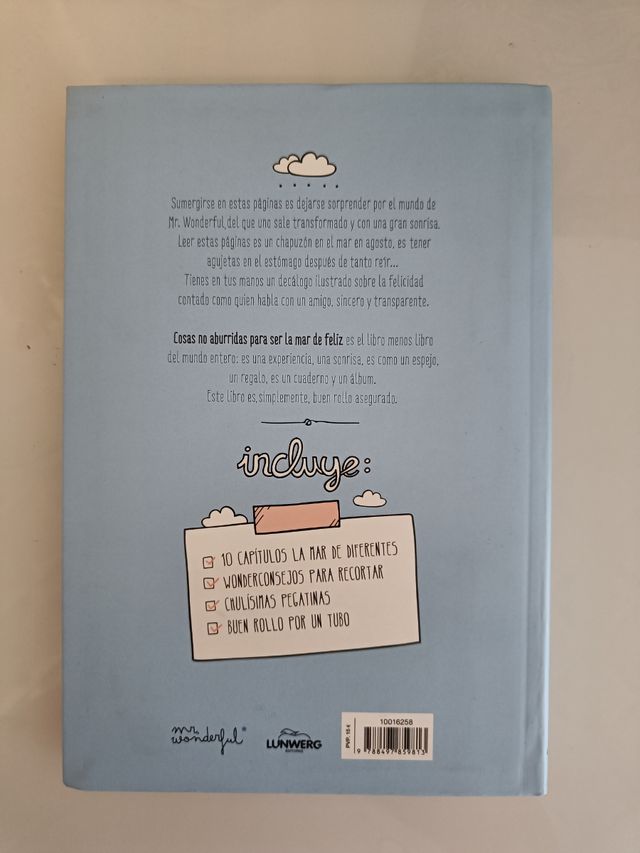 Sumergirse en estas páginas es dejarse sorprender por el mundo de
Mr. Wonderful, del que uno sale transformado y con una gran sonrisa.
Leer estas páginas es un chapuzón en el mar en agosto, es tener
agujetas en el estómago después de tanto reír...
Tienes en tus manos un decálogo ilustrado sobre la felicidad
contado como quien habla con un amigo, sincero y transparente.
Cosas no aburridas para ser la mar de feliz es el libro menos libro
del mundo entero: es una experiencia, una sonrisa, es como un espejo,
un regalo, es un cuaderno y un álbum.
Este libro es, simplemente, buen rollo asegurado.
incluye:
10 CAPÍTULOS LA MAR DE DIFERENTES
WONDERCONSEJOS PARA RECORTAR
CHULÍSIMAS PEGATINAS
BUEN ROLLO POR UN TUBO
mr. wonderful®
LUNWERG
EDITORES
PVP. 15 €
10016258
9 788497 859813